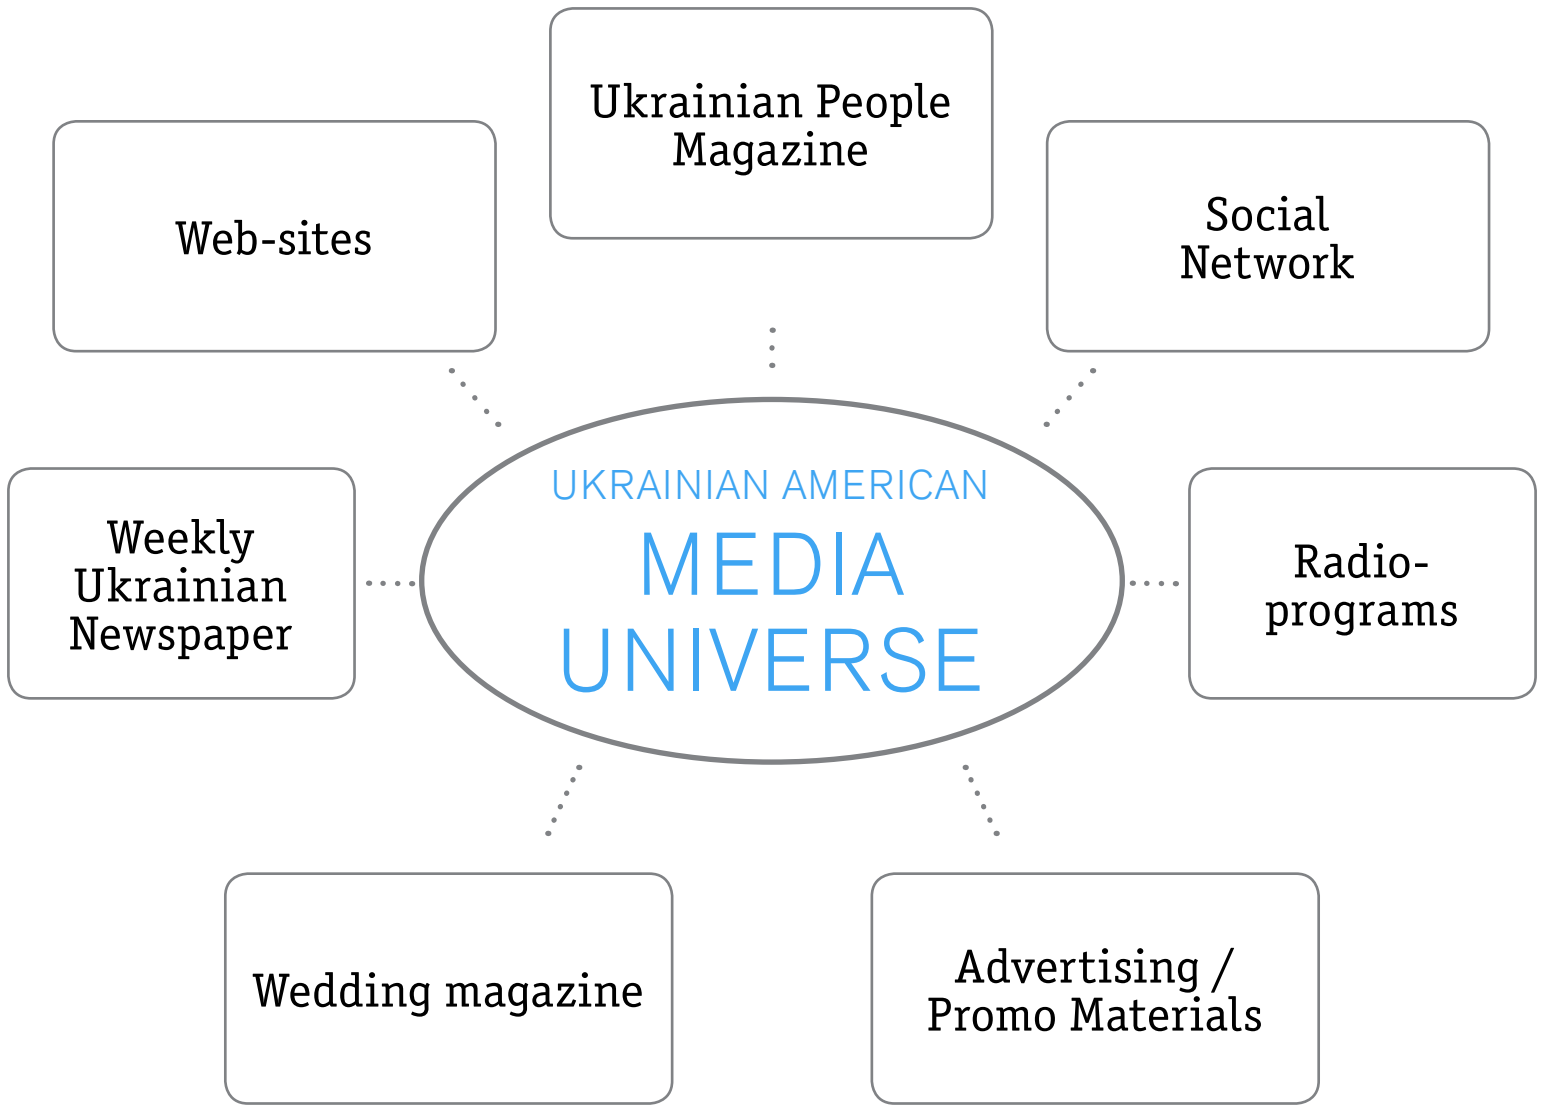 Ukrainian People
Magazine
Web-sites
Social
Network
UKRAINIAN AMERICAN
MEDIA
UNIVERSE
Weekly
Ukrainian
Newspaper
Radio-
programs
Wedding magazine
Advertising /
Promo Materials